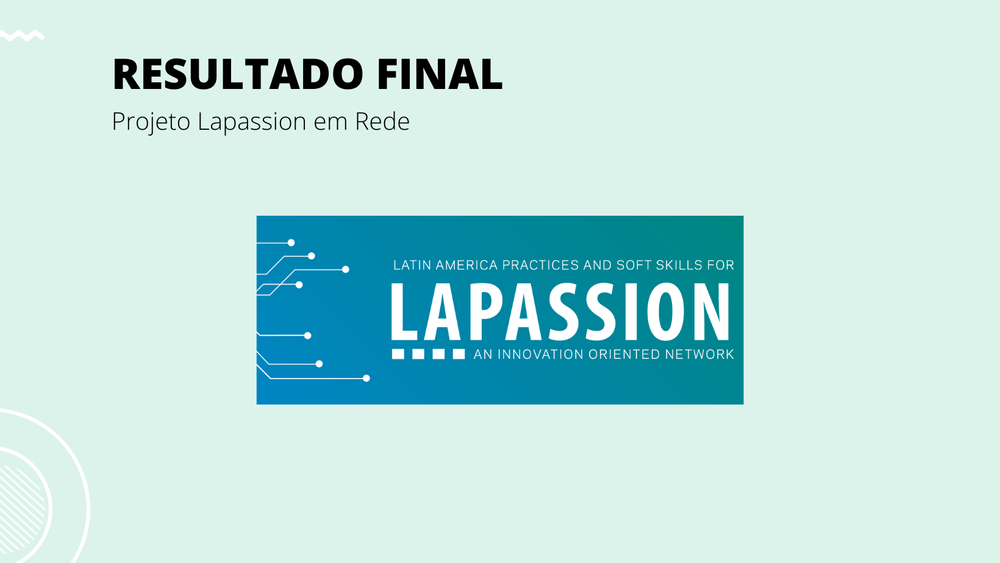 RESULTADO FINAL
Projeto Lapassion em Rede
LATIN AMERICA PRACTICES AND SOFT SKILLS FOR
LAPASSION
AN INNOVATION ORIENTED NETWORK